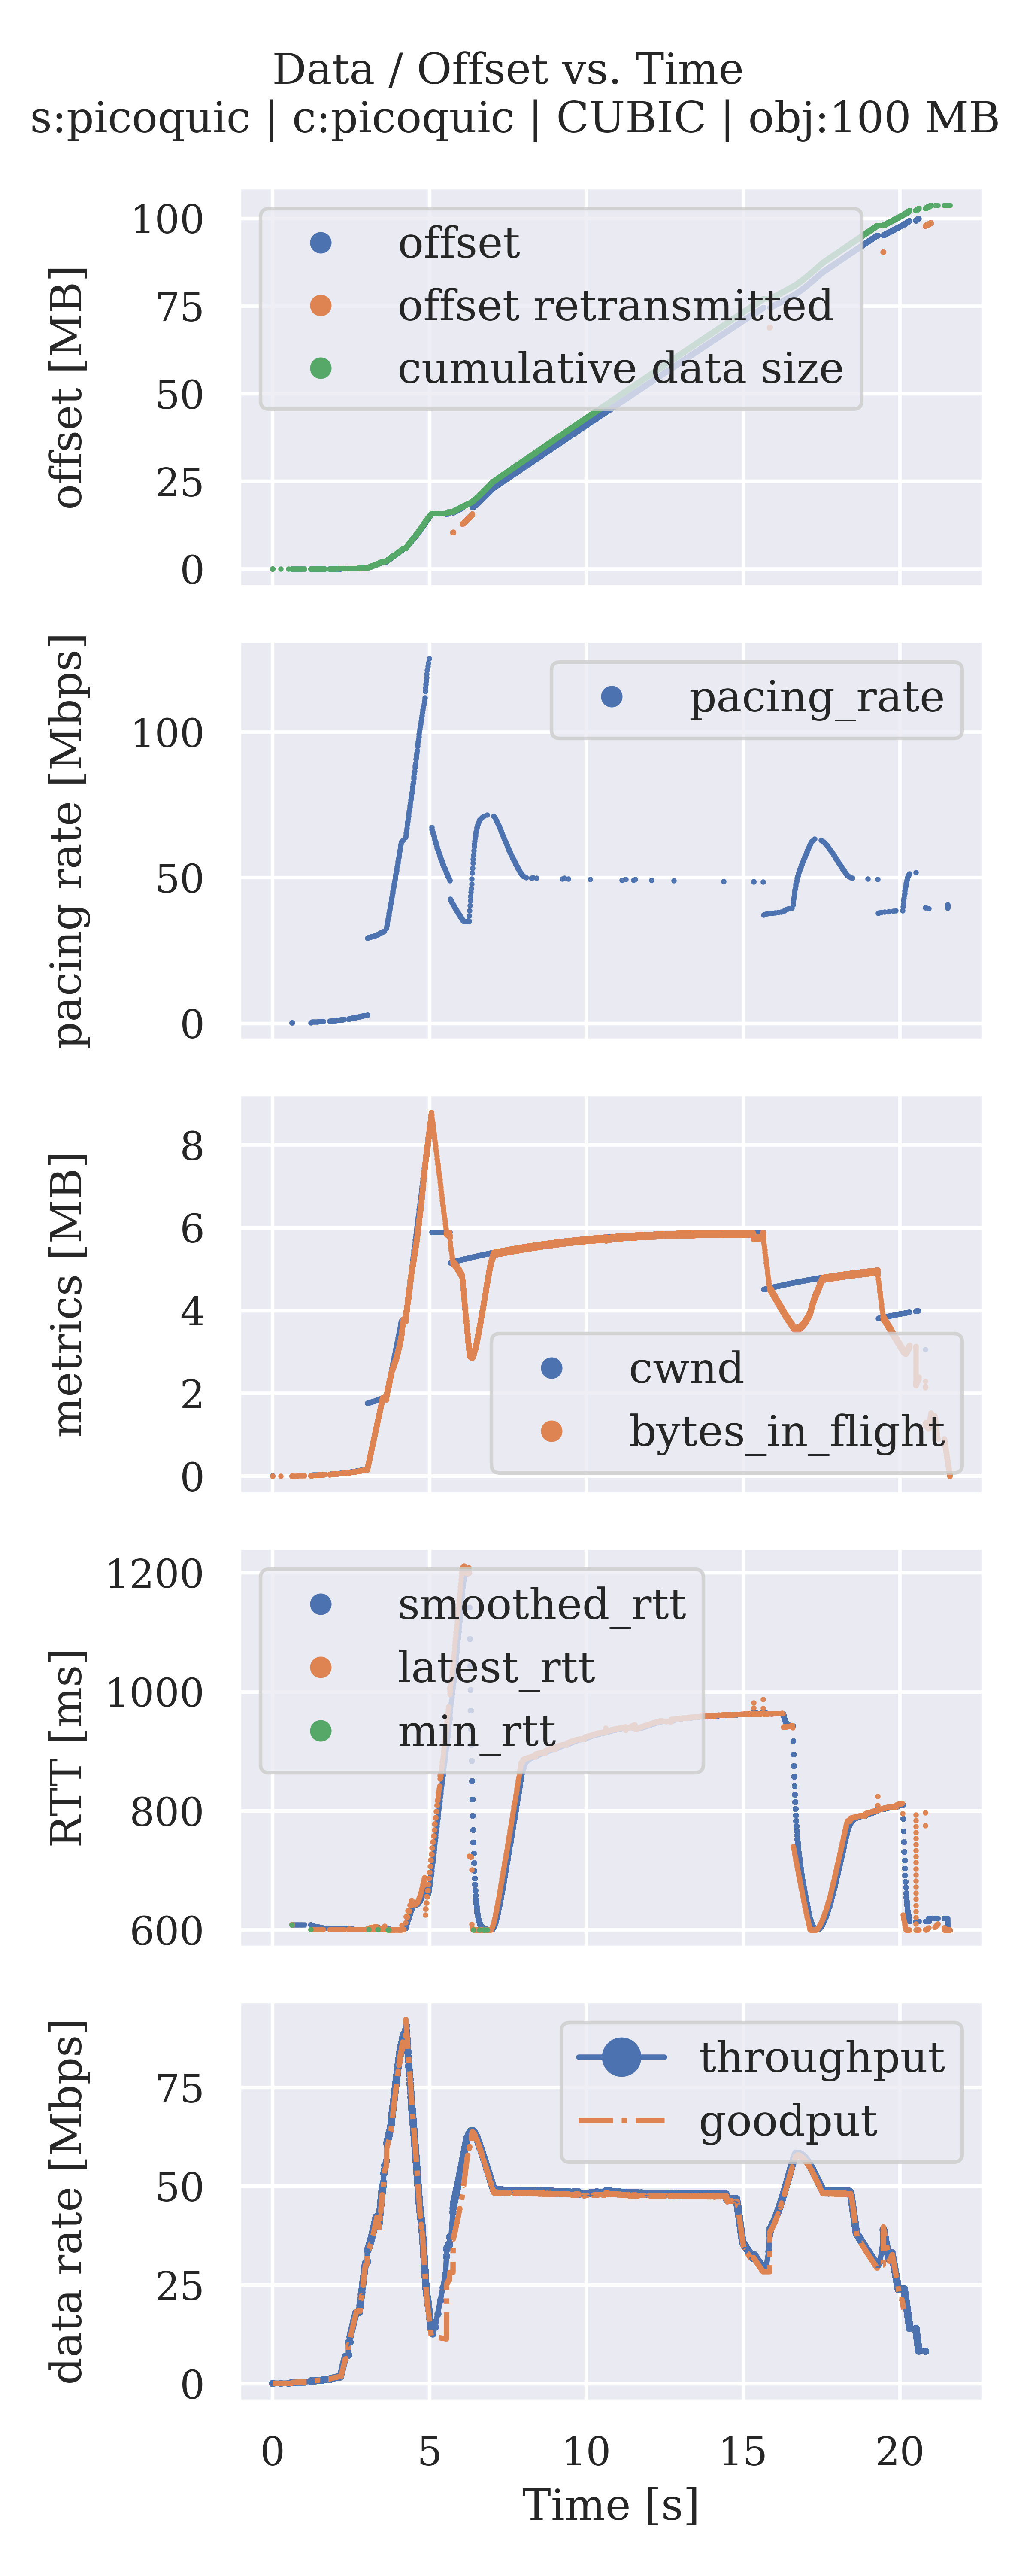 Data / Offset vs. Time
s:picoquic | c:picoquic | CUBIC | obj:100 MB
offset [MB]
100
75
50
25
0
offset
offset retransmitted
cumulative data size
pacing rate [Mbps]
100
50
0
pacing_rate
metrics [MB]
8
6
4
2
0
cwnd
bytes_in_flight
RTT [ms]
1200
1000
800
600
smoothed_rtt
latest_rtt
min_rtt
data rate [Mbps]
75
50
25
0
throughput
goodput
0 5 10 15 20
Time [s]